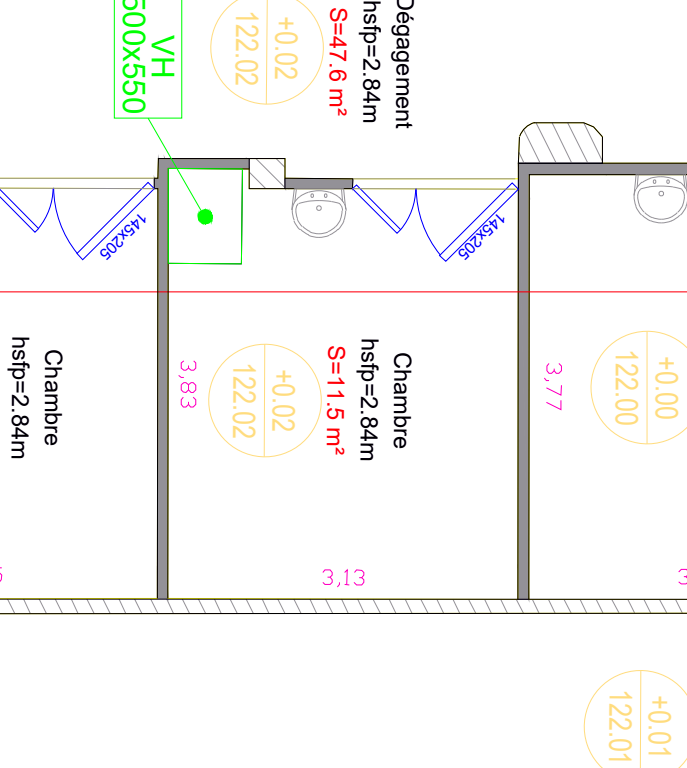 Dégagement
hsfp=2.84m
S=47.6 m²
+0.02
122.02
VH
500x550
145x205
145x205
Chambre
hsfp=2.84m
3,83
Chambre
hsfp=2.84m
S=11.5 m²
+0.02
122.02
3,77
+0.00
122.00
3,13
+0.01
122.01